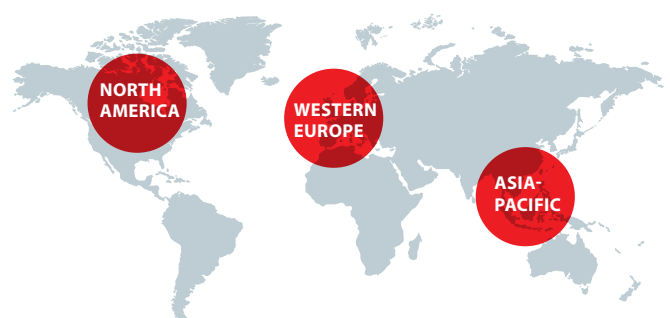 NORTH
AMERICA
WESTERN
EUROPE
ASIA-
PACIFIC